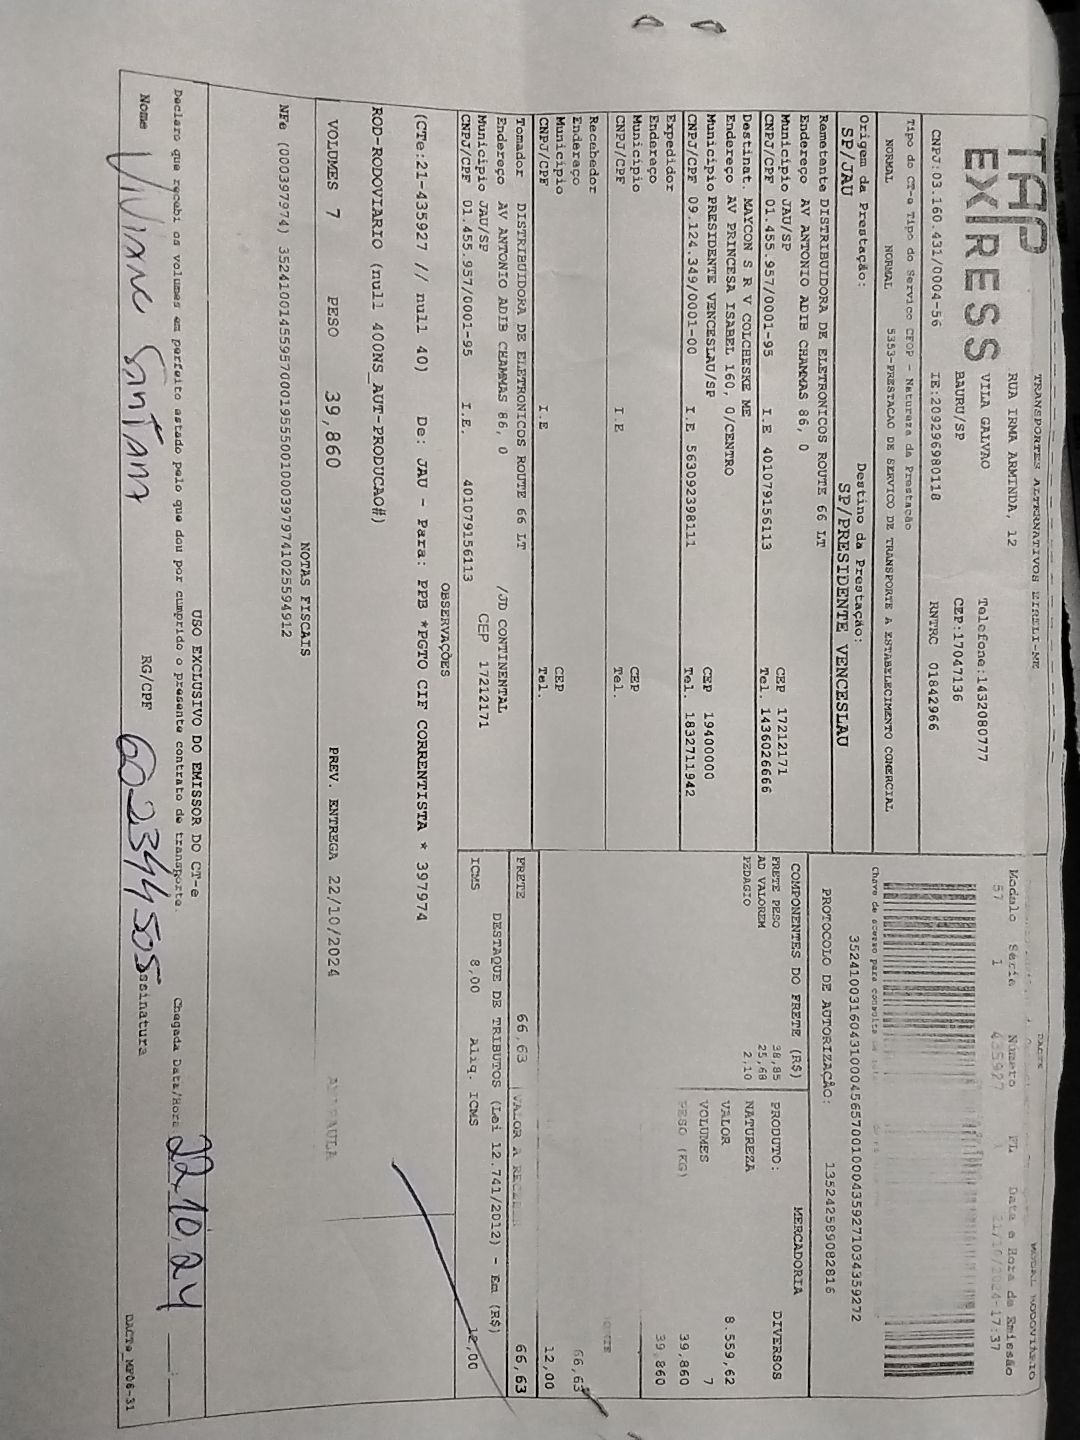 TAP
EXPRESS
TRANSPORTES ALTERNATIVOS EIRELI-ME
RUA IRMA ARMINDA, 12
VILA GALVAO Telefone:1432080777
BAURU/SP CEP:17047136
CNPJ:03.160.431/0004-56 IE:209296980118 RNTRC 01842966
DACTE MODAL RODOVIARIO
Modelo Série Número FL Data e Hora da Emissão
57 1 435927 1 21/10/2024-17:37
Tipo do CT-e Tipo do Servico CFOP - Natureza da Prestação
NORMAL NORMAL 5353-PRESTACAO DE SERVICO DE TRANSPORTE A ESTABELECIMENTO COMERCIAL
Chave de acesso para consulta
35241003160431000456570010004359271034359272
Origem da Prestação: Destino da Prestação:
SP/JAU SP/PRESIDENTE VENCESLAU
PROTOCOLO DE AUTORIZAÇÃO: 135242589082816
Remetente DISTRIBUIDORA DE ELETRONICOS ROUTE 66 LT
Endereço AV ANTONIO ADIB CHAMMAS 86, 0
Município JAU/SP CEP 17212171
CNPJ/CPF 01.455.957/0001-95 I.E 401079156113 Tel. 1436026666
Destinat. MAYCON S R V COLCHESKE ME
Endereço AV PRINCESA ISABEL 160, 0/CENTRO
Município PRESIDENTE VENCESLAU/SP CEP 19400000
CNPJ/CPF 09.124.349/0001-00 I.E 563092398111 Tel. 1832711942
Expedidor
Endereço
Município CEP
CNPJ/CPF I.E Tel.
Recebedor
Endereço
Município CEP
CNPJ/CPF I.E Tel.
Tomador DISTRIBUIDORA DE ELETRONICOS ROUTE 66 LT
Endereço AV ANTONIO ADIB CHAMMAS 86, 0 /JD CONTINENTAL
Município JAU/SP CEP 17212171
CNPJ/CPF 01.455.957/0001-95 I.E. 401079156113
COMPONENTES DO FRETE (R$)
FRETE PESO 38,85
AD VALOREM 25,68
PEDAGIO 2,10
MERCADORIA
PRODUTO: DIVERSOS
NATUREZA
VALOR 8.559,62
VOLUMES 7
PESO (KG) 39,860
39,860
66,63
12,00
FRETE 66,63 VALOR A RECEBER 66,63
DESTAQUE DE TRIBUTOS (Lei 12.741/2012) - Em (R$)
ICMS 8,00 Aliq. ICMS 12,00
OBSERVAÇÕES
(CTe:21-435927 // null 40) De: JAU - Para: PPB *PGTO CIF CORRENTISTA * 397974
ROD-RODOVIARIO (null 400NS_AUT-PRODUCAO#)
VOLUMES 7 PESO 39,860 PREV. ENTREGA 22/10/2024
NOTAS FISCAIS
NFe (000397974) 35241001455957000195550010003979741025594912
USO EXCLUSIVO DO EMISSOR DO CT-e
Declaro que recebi os volumes em perfeito estado pelo que dou por cumprido o presente contrato de transporte. Chegada Data/Hora 22.10.24
Nome Viviane Santana RG/CPF 602344505 Assinatura
DACTe_MP06-31